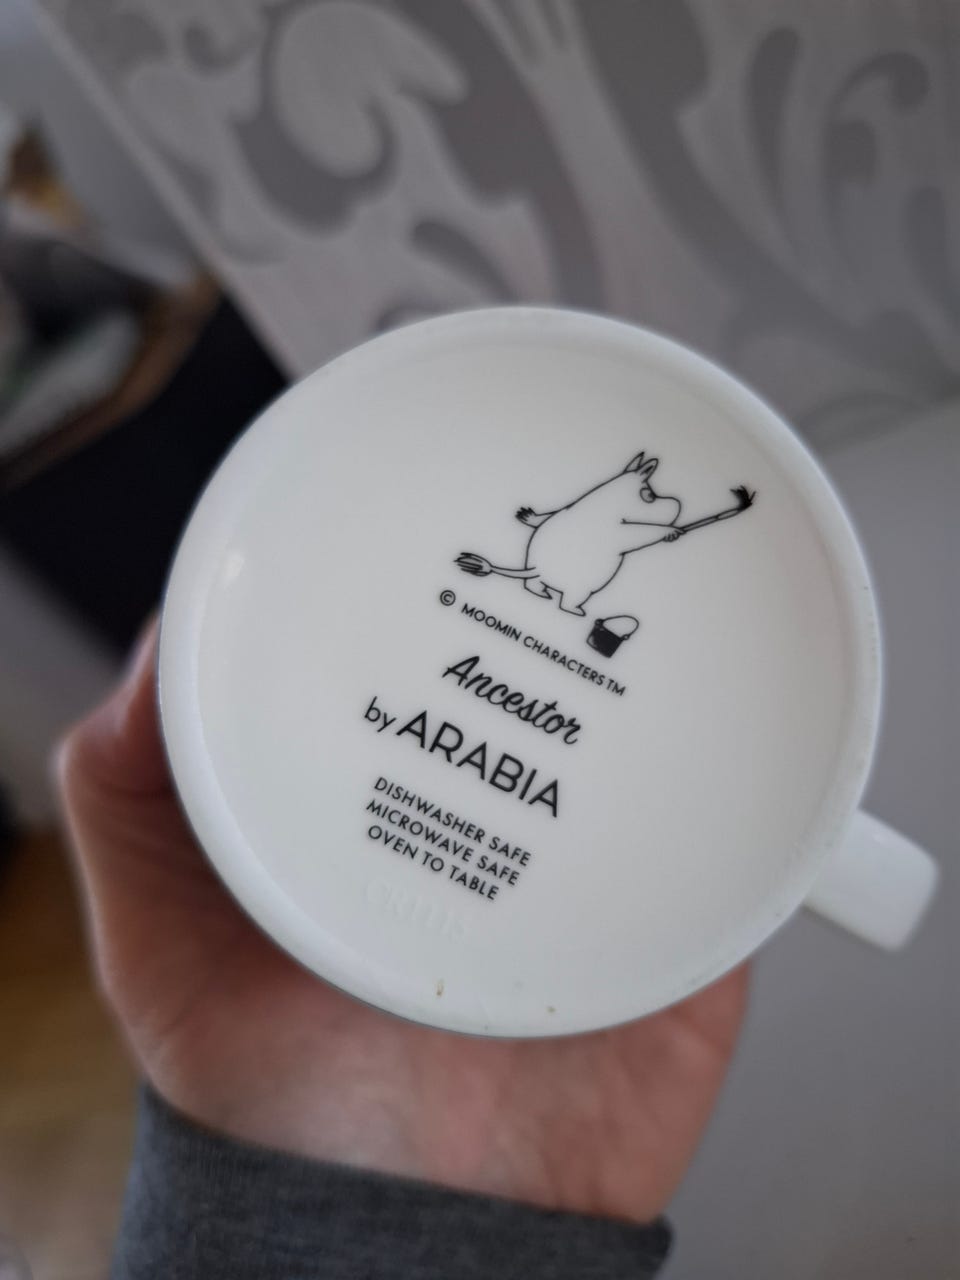 © MOOMIN CHARACTERS TM
Ancestor
by ARABIA
DISHWASHER SAFE
MICROWAVE SAFE
OVEN TO TABLE